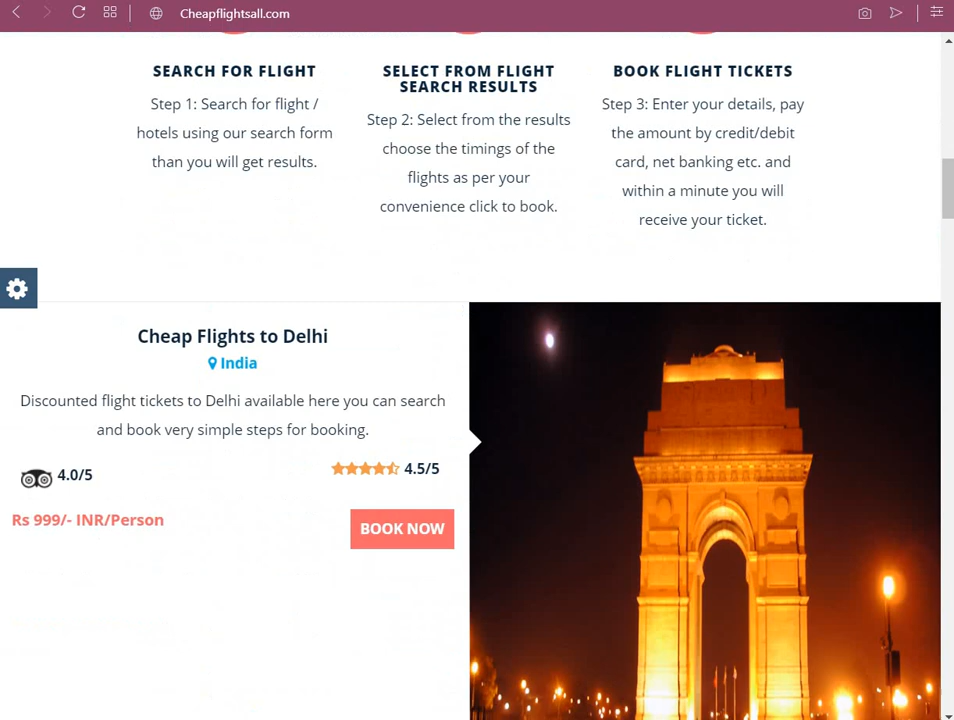 Cheapflightsall.com
SEARCH FOR FLIGHT
Step 1: Search for flight /
hotels using our search form
than you will get results.
SELECT FROM FLIGHT
SEARCH RESULTS
Step 2: Select from the results
choose the timings of the
flights as per your
convenience click to book.
BOOK FLIGHT TICKETS
Step 3: Enter your details, pay
the amount by credit/debit
card, net banking etc. and
within a minute you will
receive your ticket.
Cheap Flights to Delhi
India
Discounted flight tickets to Delhi available here you can search
and book very simple steps for booking.
4.0/5
4.5/5
Rs 999/- INR/Person
BOOK NOW